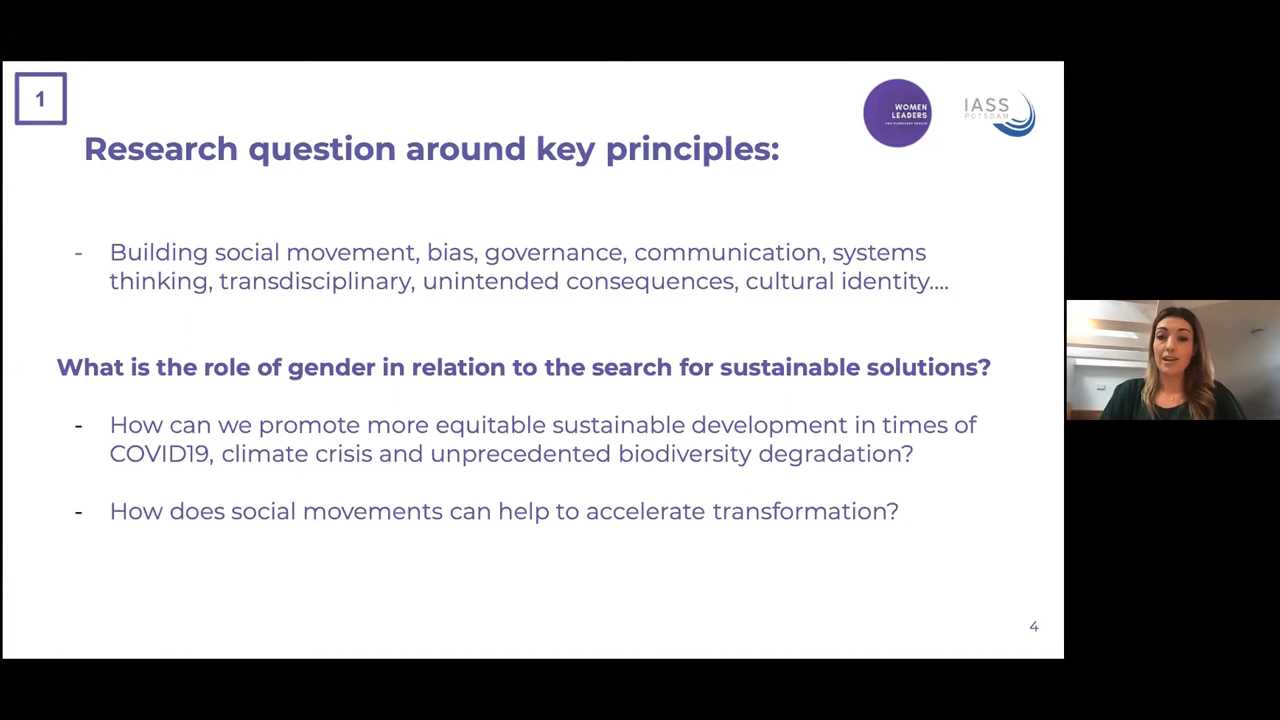 1
WOMEN
LEADERS
FOR PLANETARY HEALTH
IASS
POTSDAM
Research question around key principles:
- Building social movement, bias, governance, communication, systems
thinking, transdisciplinary, unintended consequences, cultural identity....
What is the role of gender in relation to the search for sustainable solutions?
- How can we promote more equitable sustainable development in times of
COVID19, climate crisis and unprecedented biodiversity degradation?
- How does social movements can help to accelerate transformation?
4